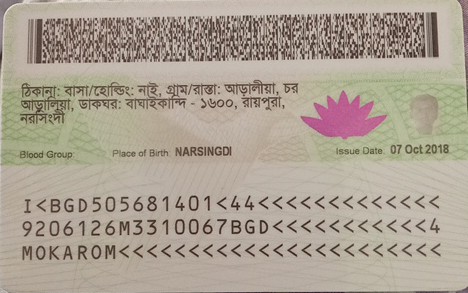 ঠিকানা: বাসা/হোল্ডিং: নাই, গ্রাম/রাস্তা: আড়ালীয়া, চর
আড়ালিয়া, ডাকঘর: বাঘাইকান্দি - ১৬০০, রায়পুরা,
নরসিংদী
Blood Group: Place of Birth: NARSINGDI Issue Date: 07 Oct 2018
I<BGD505681401<44<<<<<<<<<<<<<
9206126M3310067BGD<<<<<<<<<<<4
MOKAROM<<<<<<<<<<<<<<<<<<<<<<<